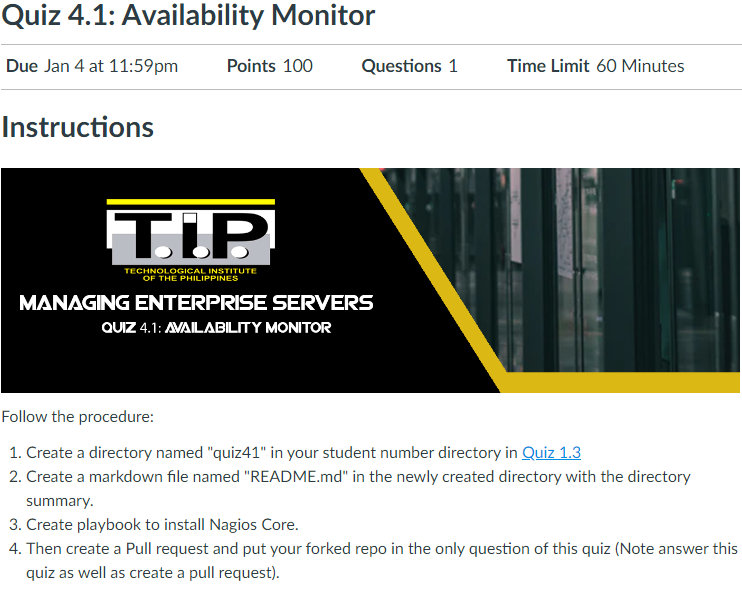 Quiz 4.1: Availability Monitor
Due Jan 4 at 11:59pm Points 100 Questions 1 Time Limit 60 Minutes
Instructions
T.I.P.
TECHNOLOGICAL INSTITUTE
OF THE PHILIPPINES
MANAGING ENTERPRISE SERVERS
QUIZ 4.1: AVAILABILITY MONITOR
Follow the procedure:
1. Create a directory named "quiz41" in your student number directory in Quiz 1.3
2. Create a markdown file named "README.md" in the newly created directory with the directory
summary.
3. Create playbook to install Nagios Core.
4. Then create a Pull request and put your forked repo in the only question of this quiz (Note answer this
quiz as well as create a pull request).